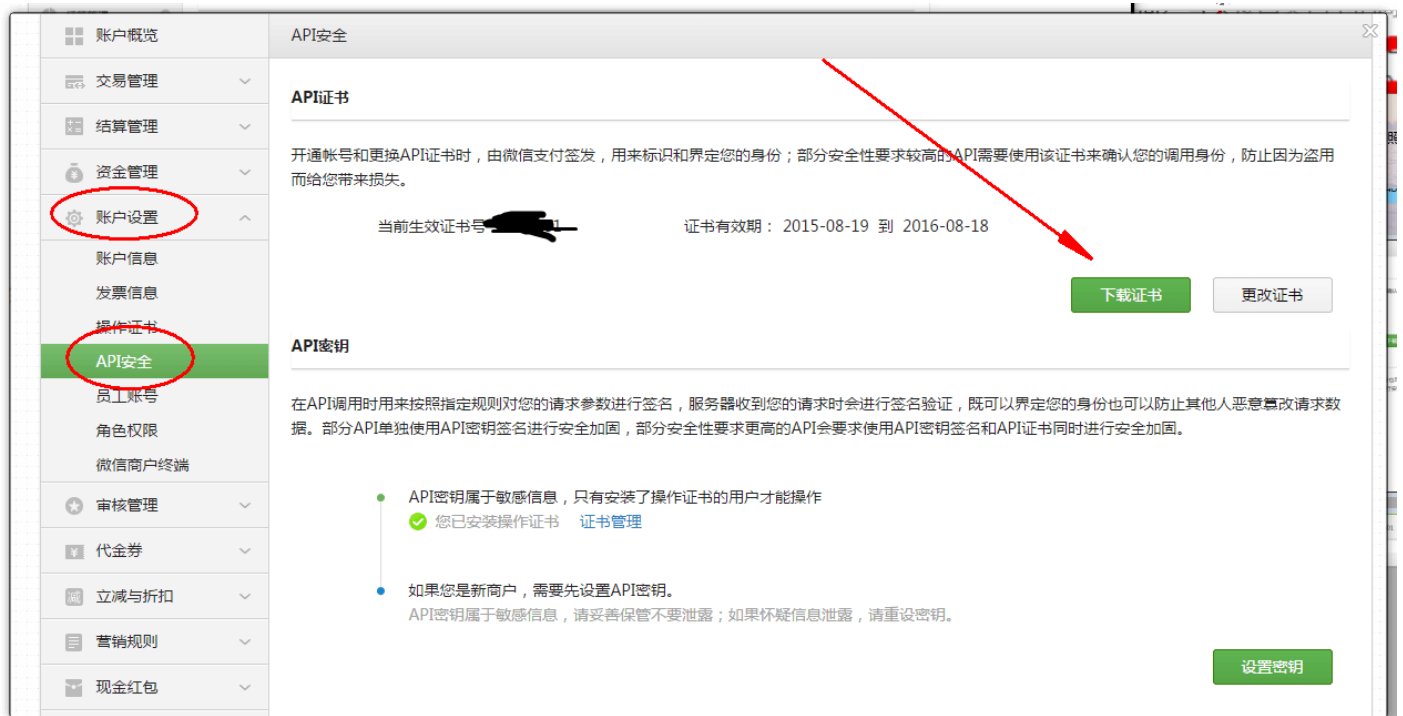 账户概览
交易管理
结算管理
资金管理
账户设置
账户信息
发票信息
操作证书
API安全
员工账号
角色权限
微信商户终端
审核管理
代金券
立减与折扣
营销规则
现金红包
API安全
API证书
开通帐号和更换API证书时，由微信支付签发，用来标识和界定您的身份；部分安全性要求较高的API需要使用该证书来确认您的调用身份，防止因为盗用
而给您带来损失。
当前生效证书号 证书有效期： 2015-08-19 到 2016-08-18
下载证书 更改证书
API密钥
在API调用时用来按照指定规则对您的请求参数进行签名，服务器收到您的请求时会进行签名验证，既可以界定您的身份也可以防止其他人恶意篡改请求数
据。部分API单独使用API密钥签名进行安全加固，部分安全性要求更高的API会要求使用API密钥签名和API证书同时进行安全加固。
API密钥属于敏感信息，只有安装了操作证书的用户才能操作
您已安装操作证书 证书管理
如果您是新商户，需要先设置API密钥。
API密钥属于敏感信息，请妥善保管不要泄露；如果怀疑信息泄露，请重设密钥。
设置密钥